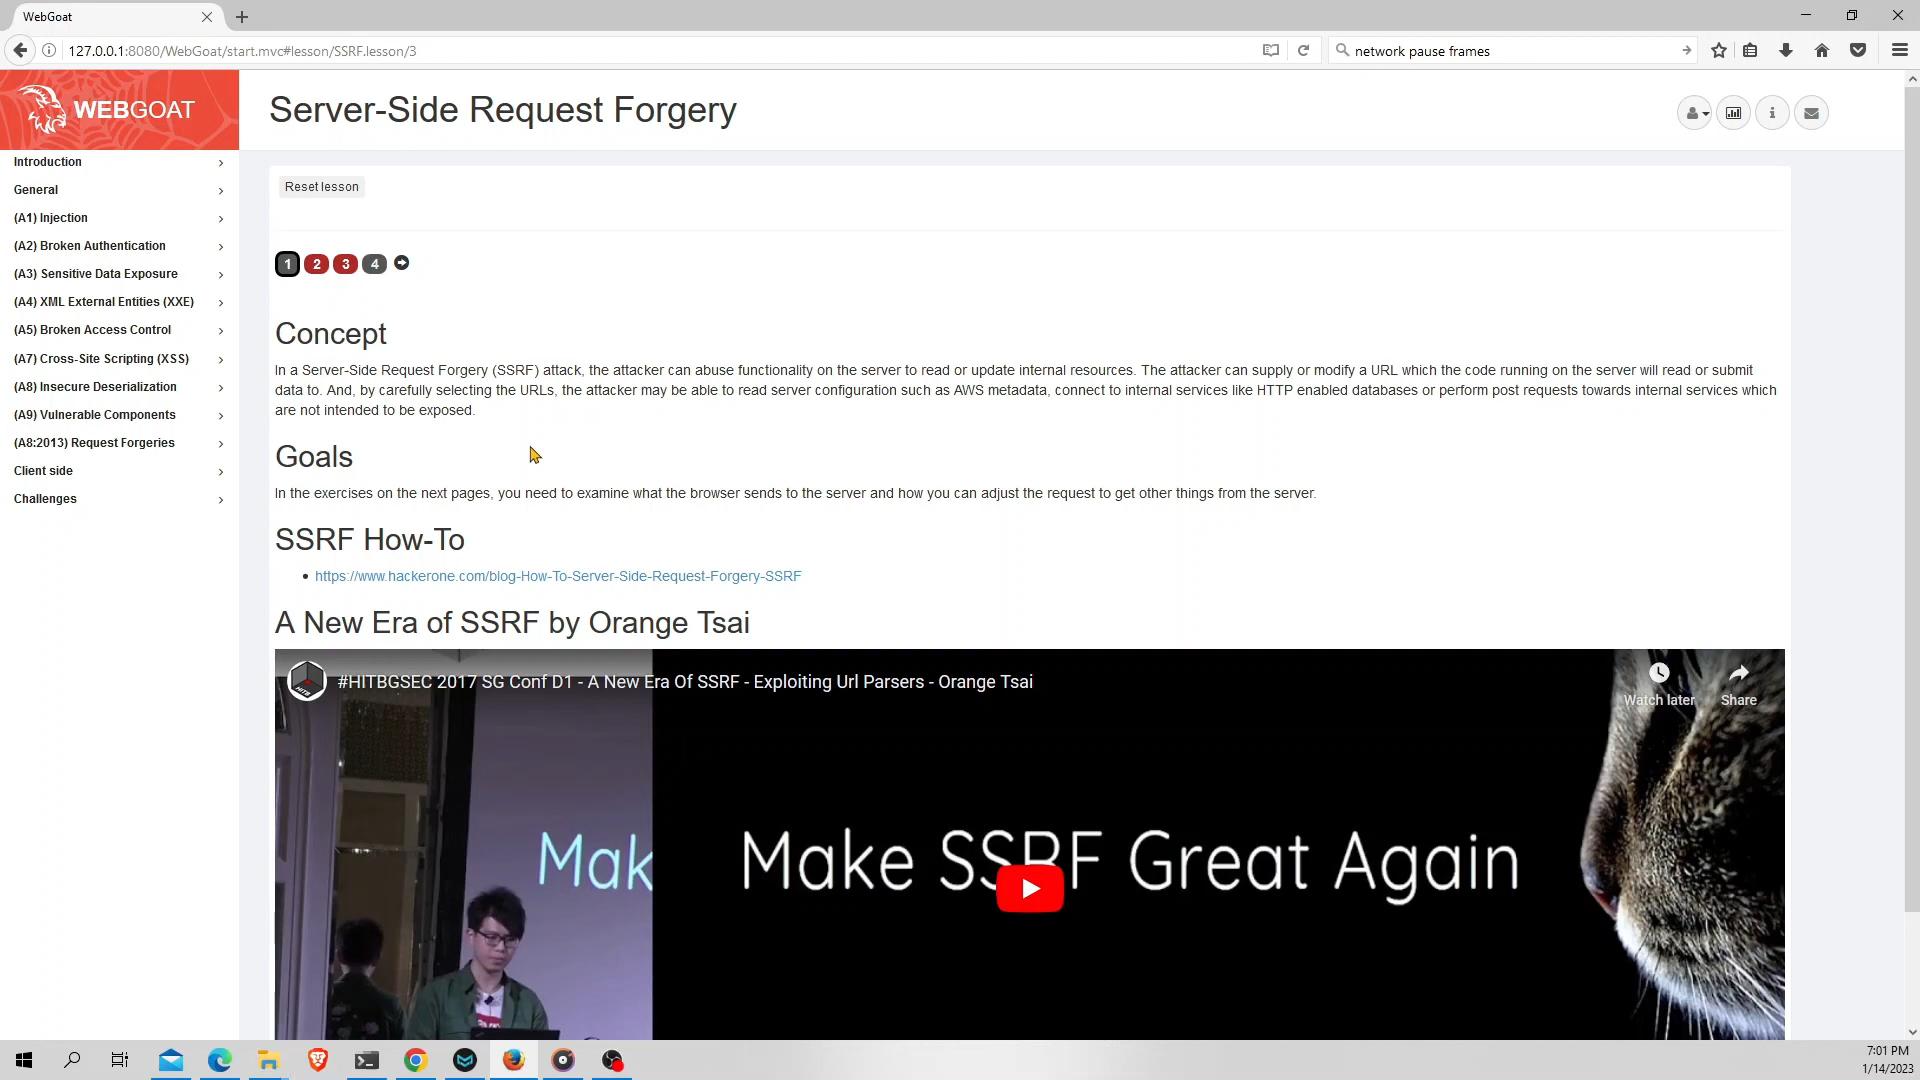 WebGoat
127.0.0.1:8080/WebGoat/start.mvc#lesson/SSRF.lesson/3
network pause frames
WEBGOAT
Server-Side Request Forgery
Introduction
General
(A1) Injection
(A2) Broken Authentication
(A3) Sensitive Data Exposure
(A4) XML External Entities (XXE)
(A5) Broken Access Control
(A7) Cross-Site Scripting (XSS)
(A8) Insecure Deserialization
(A9) Vulnerable Components
(A8:2013) Request Forgeries
Client side
Challenges
Reset lesson
1 2 3 4
Concept
In a Server-Side Request Forgery (SSRF) attack, the attacker can abuse functionality on the server to read or update internal resources. The attacker can supply or modify a URL which the code running on the server will read or submit
data to. And, by carefully selecting the URLs, the attacker may be able to read server configuration such as AWS metadata, connect to internal services like HTTP enabled databases or perform post requests towards internal services which
are not intended to be exposed.
Goals
In the exercises on the next pages, you need to examine what the browser sends to the server and how you can adjust the request to get other things from the server.
SSRF How-To
https://www.hackerone.com/blog-How-To-Server-Side-Request-Forgery-SSRF
A New Era of SSRF by Orange Tsai
#HITBGSEC 2017 SG Conf D1 - A New Era Of SSRF - Exploiting Url Parsers - Orange Tsai
Watch later
Share
HITB
Mak
Make SSRF Great Again
7:01 PM
1/14/2023